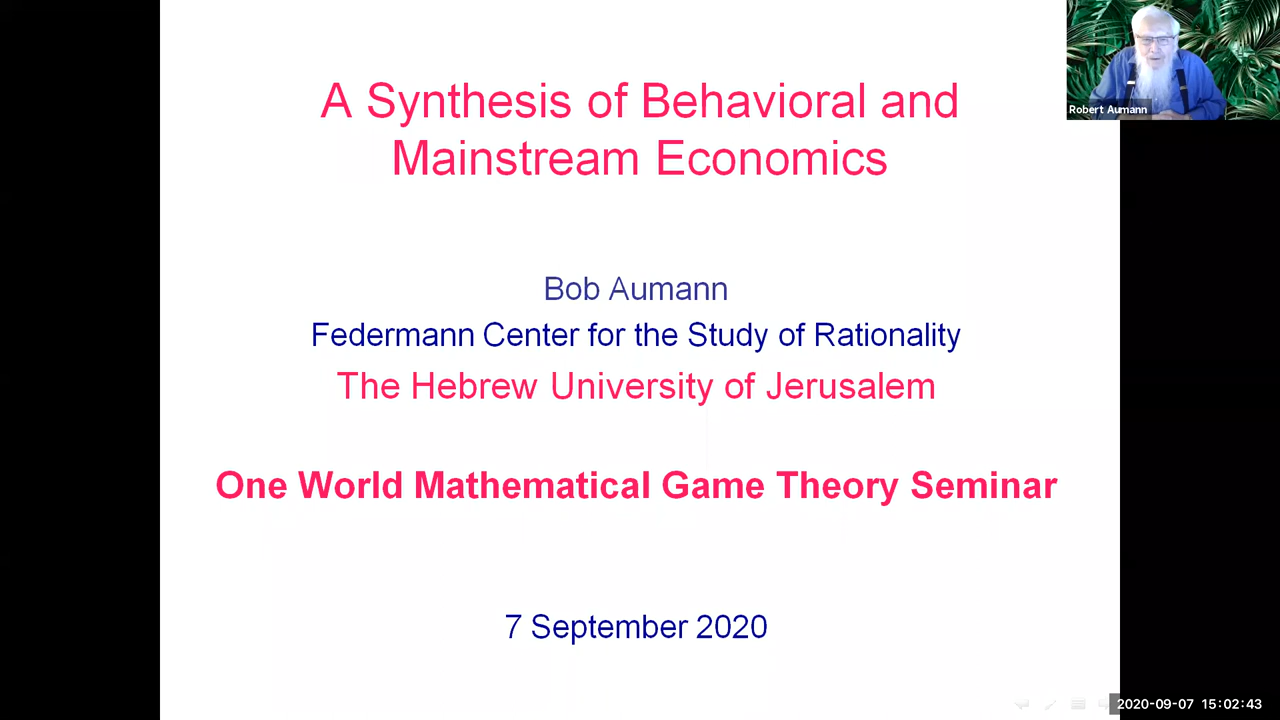 A Synthesis of Behavioral and
Mainstream Economics
Robert Aumann
Bob Aumann
Federmann Center for the Study of Rationality
The Hebrew University of Jerusalem
One World Mathematical Game Theory Seminar
7 September 2020
2020-09-07 15:02:43